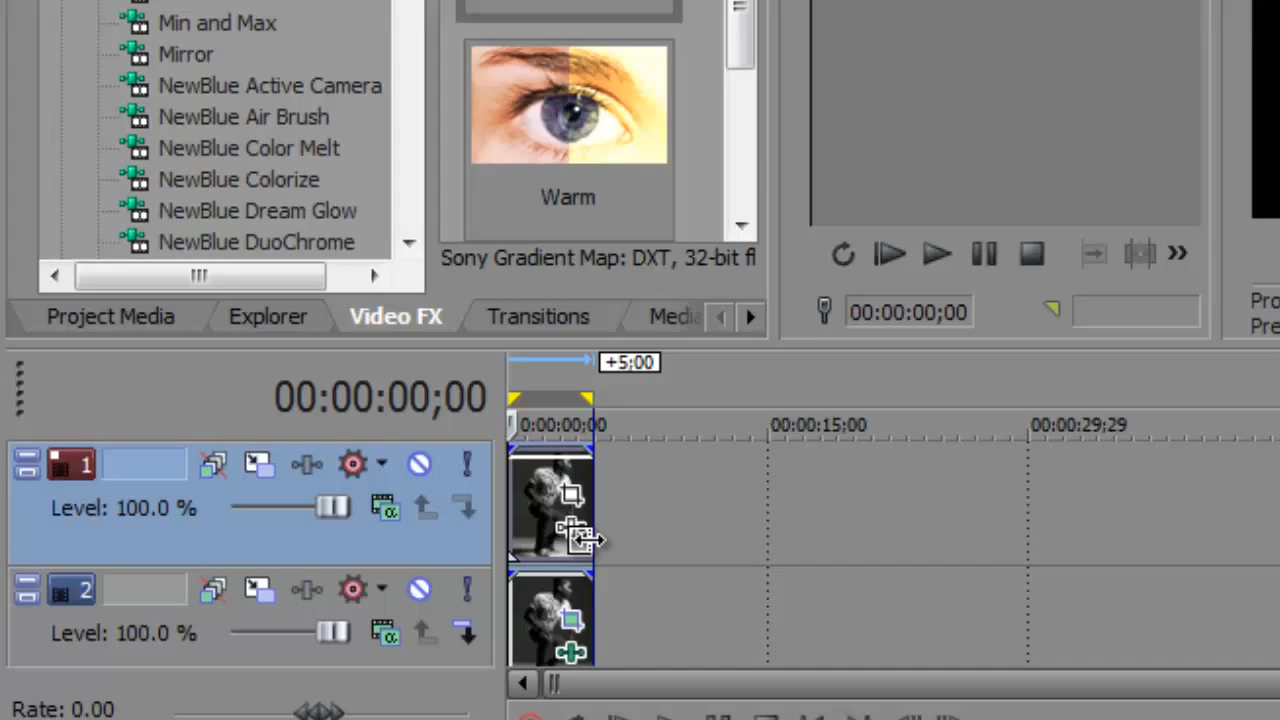 Min and Max
Mirror
NewBlue Active Camera
NewBlue Air Brush
NewBlue Color Melt
NewBlue Colorize
NewBlue Dream Glow
NewBlue DuoChrome
Warm
Sony Gradient Map: DXT, 32-bit fl
Project Media
Explorer
Video FX
Transitions
Media
00:00:00;00
Pro
Pre
+5;00
00:00:00;00
0:00:00;00
00:00:15;00
00:00:29;29
1
Level: 100.0 %
2
Level: 100.0 %
Rate: 0.00